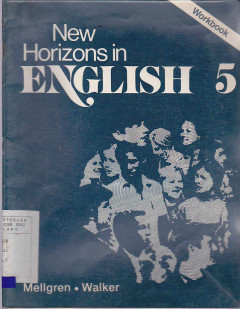 Workbook
New
Horizons in
ENGLISH 5
Mellgren • Walker